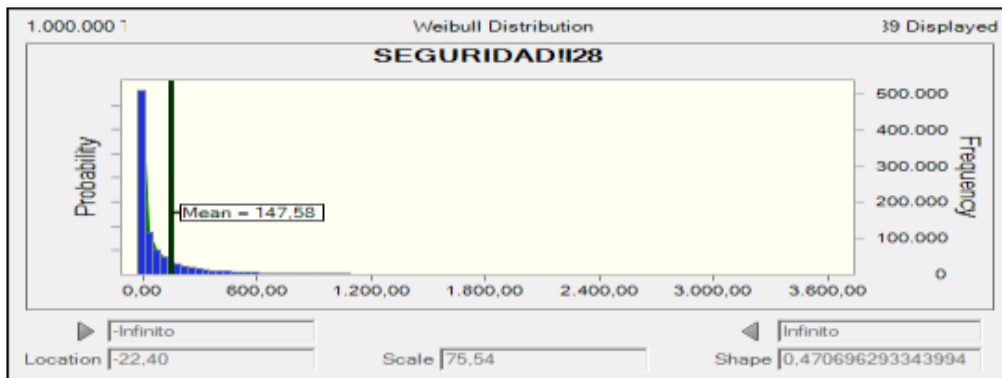 1.000.000 Weibull Distribution 39 Displayed
SEGURIDAD!I28
Probability
Frequency
500.000
400.000
300.000
200.000
100.000
0
Mean = 147,58
0,00 600,00 1.200,00 1.800,00 2.400,00 3.000,00 3.600,00
-Infinito Infinito
Location -22,40 Scale 75,54 Shape 0,470696293343994